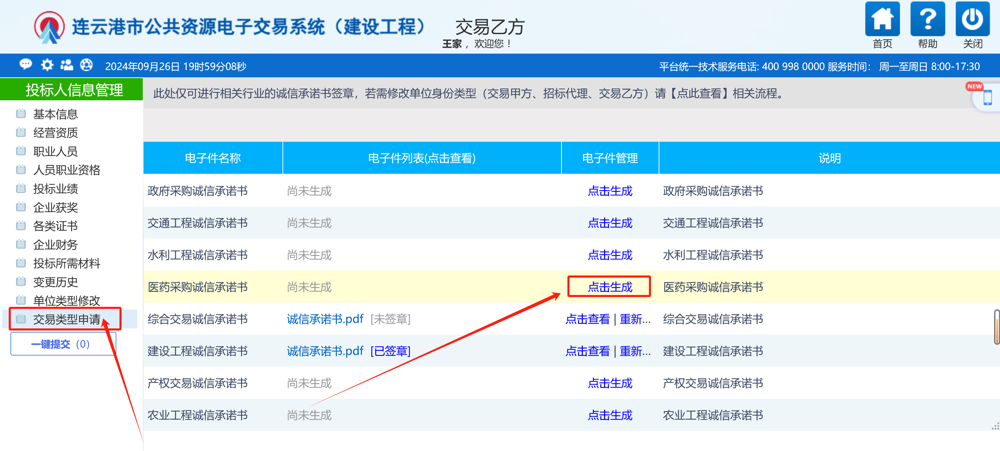 连云港市公共资源电子交易系统（建设工程）
交易乙方
王家，欢迎您！
首页 帮助 关闭
2024年09月26日 19时59分08秒
平台统一技术服务电话: 400 998 0000 服务时间： 周一至周日 8:00-17:30
投标人信息管理
基本信息
经营资质
职业人员
人员职业资格
投标业绩
企业获奖
各类证书
企业财务
投标所需材料
变更历史
单位类型修改
交易类型申请
一键提交（0）
此处仅可进行相关行业的诚信承诺书签章，若需修改单位身份类型（交易甲方、招标代理、交易乙方）请【点此查看】相关流程。
NEW
电子件名称 电子件列表(点击查看) 电子件管理 说明
政府采购诚信承诺书 尚未生成 点击生成 政府采购诚信承诺书
交通工程诚信承诺书 尚未生成 点击生成 交通工程诚信承诺书
水利工程诚信承诺书 尚未生成 点击生成 水利工程诚信承诺书
医药采购诚信承诺书 尚未生成 点击生成 医药采购诚信承诺书
综合交易诚信承诺书 诚信承诺书.pdf [未签章] 点击查看 | 重新... 综合交易诚信承诺书
建设工程诚信承诺书 诚信承诺书.pdf [已签章] 点击查看 | 重新... 建设工程诚信承诺书
产权交易诚信承诺书 尚未生成 点击生成 产权交易诚信承诺书
农业工程诚信承诺书 尚未生成 点击生成 农业工程诚信承诺书